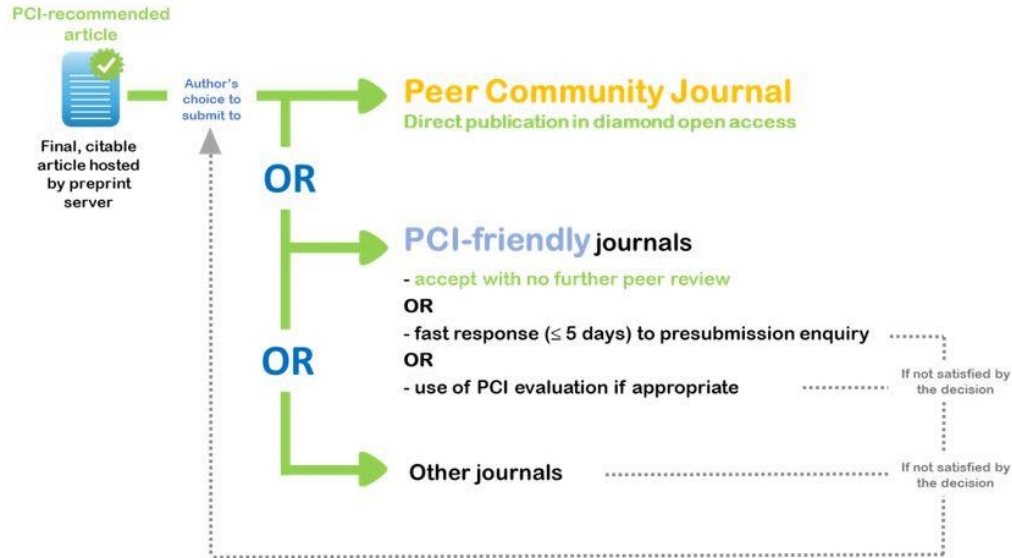 PCI-recommended
article
Final, citable
article hosted
by preprint
server
Author's
choice to
submit to
Peer Community Journal
Direct publication in diamond open access
OR
PCI-friendly journals
- accept with no further peer review
OR
- fast response (≤ 5 days) to presubmission enquiry
OR
- use of PCI evaluation if appropriate
If not satisfied by
the decision
OR
Other journals
If not satisfied by
the decision